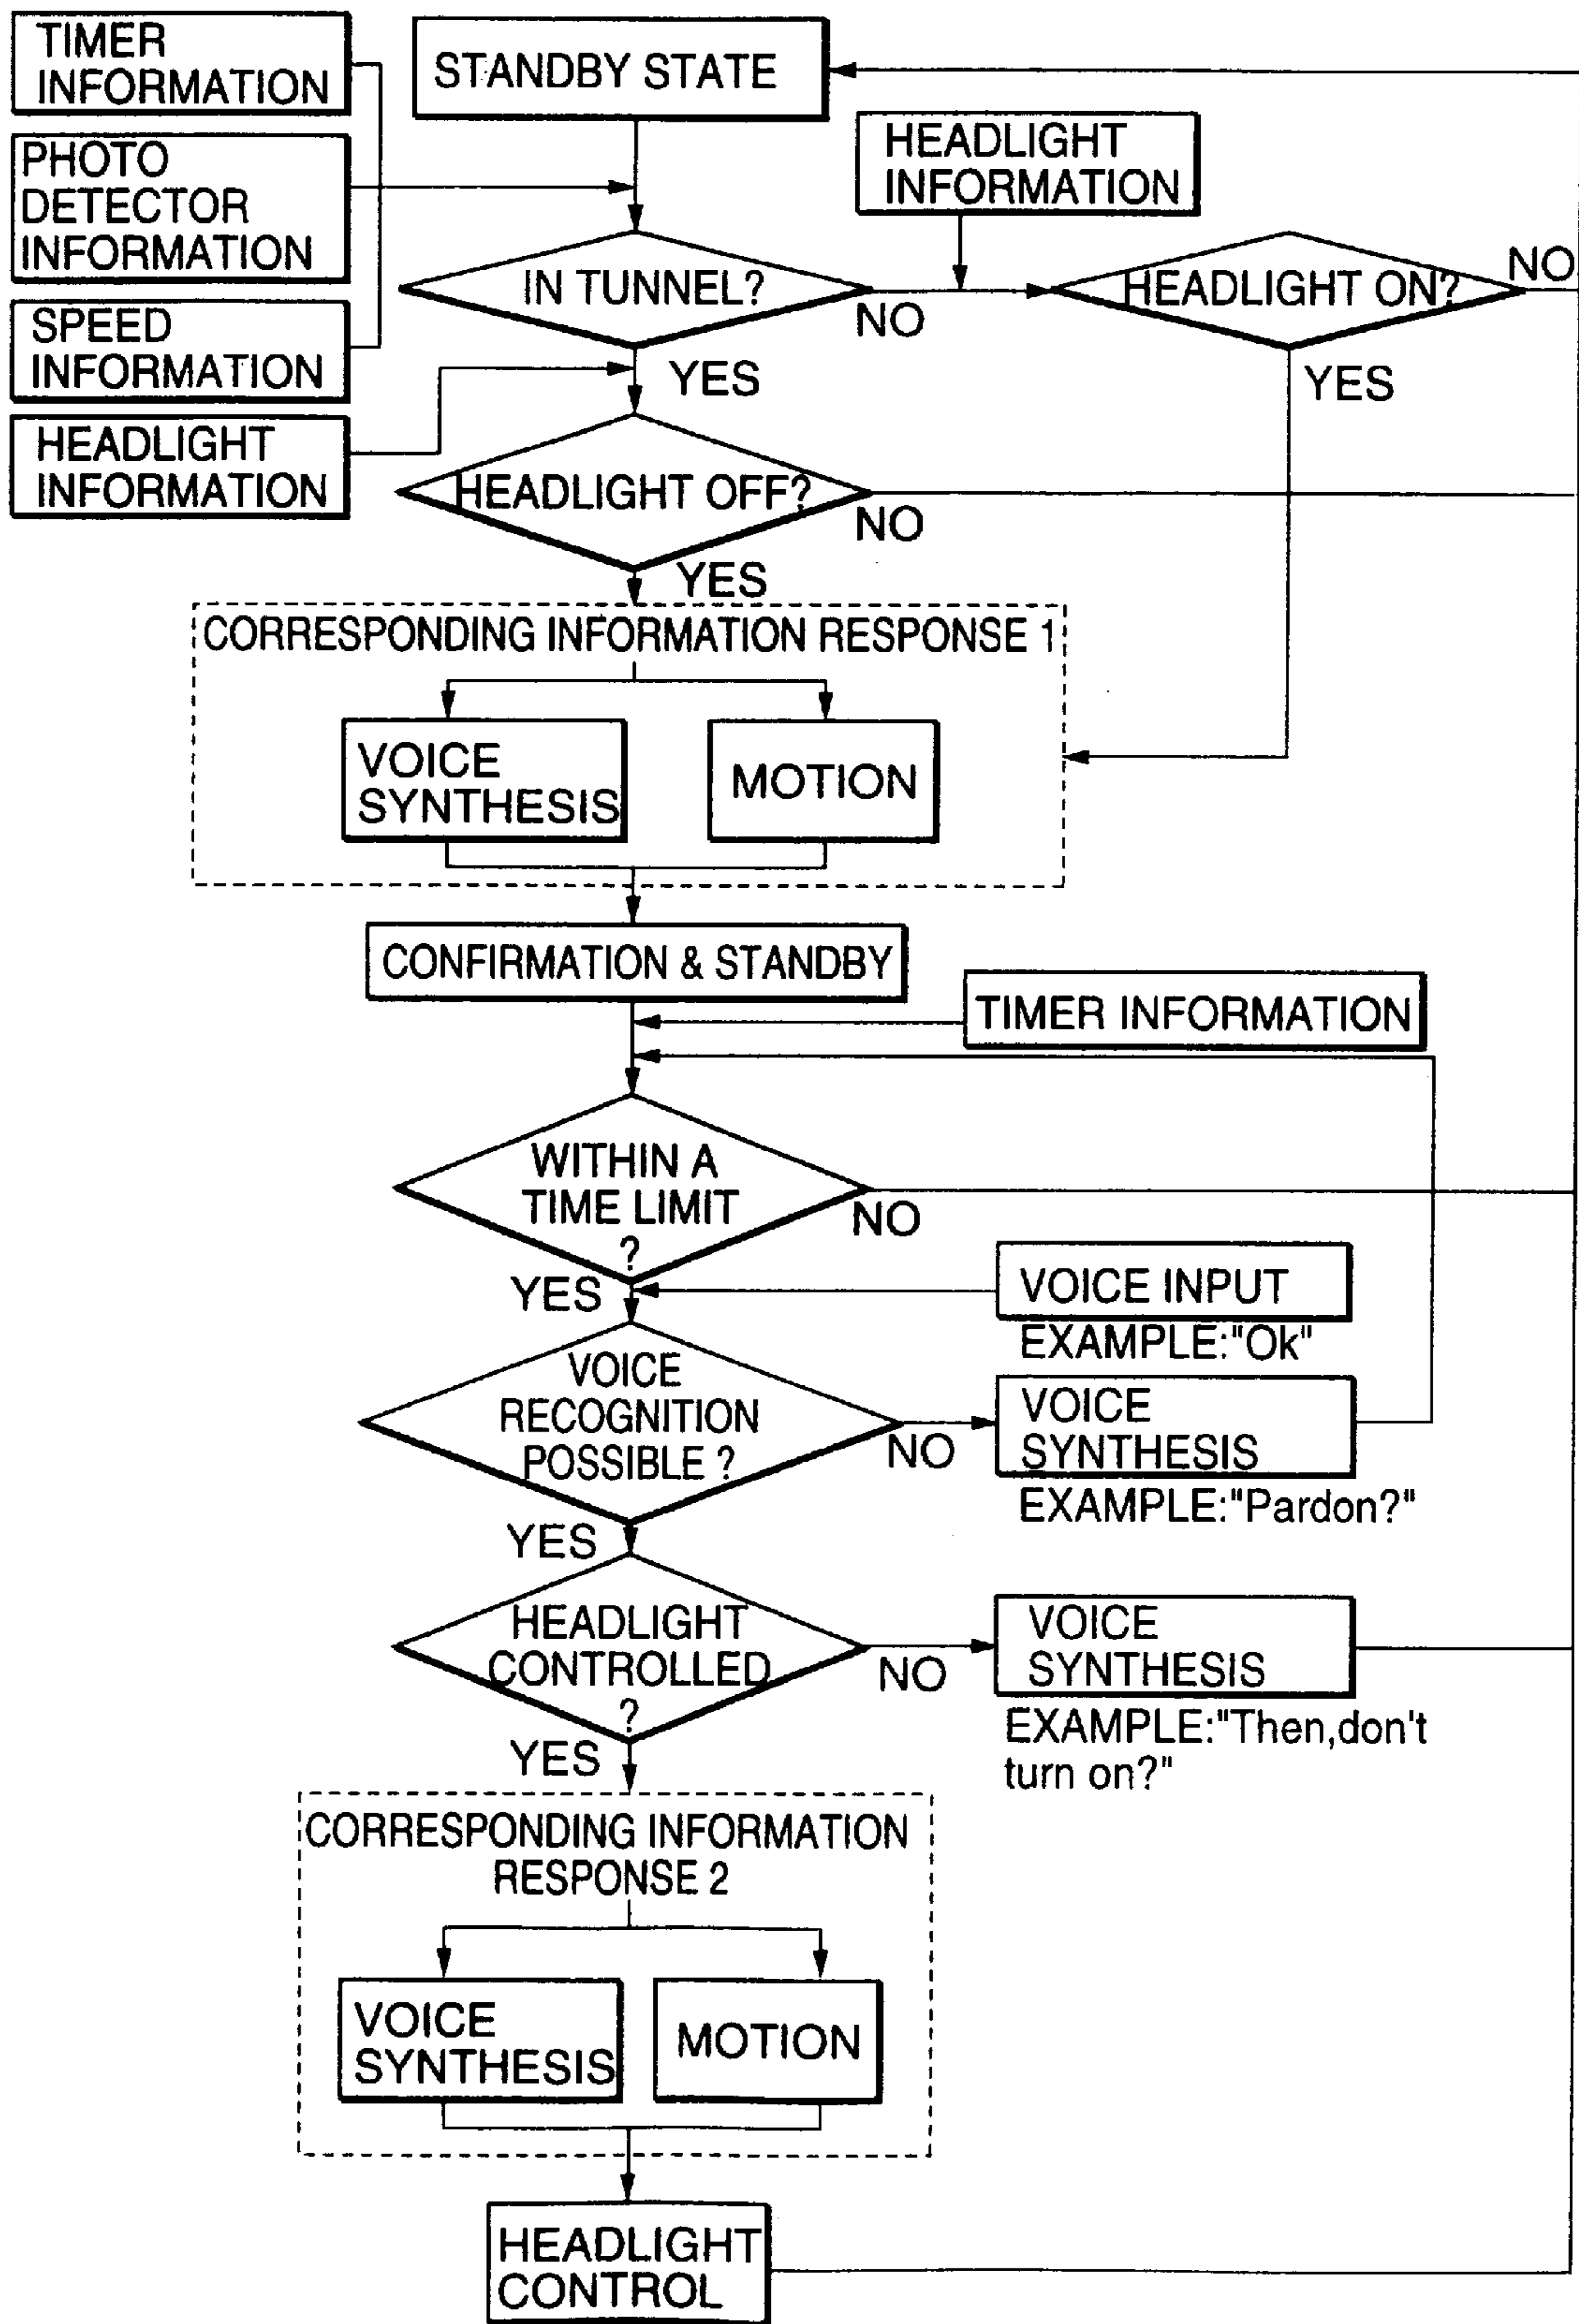 TIMER
INFORMATION
STANDBY STATE
PHOTO
DETECTOR
INFORMATION
HEADLIGHT
INFORMATION
IN TUNNEL?
NO
HEADLIGHT ON?
NO
SPEED
INFORMATION
YES
YES
HEADLIGHT
INFORMATION
HEADLIGHT OFF?
NO
YES
CORRESPONDING INFORMATION RESPONSE 1
VOICE
SYNTHESIS
MOTION
CONFIRMATION & STANDBY
TIMER INFORMATION
WITHIN A
TIME LIMIT
?
NO
YES
VOICE INPUT
EXAMPLE:"Ok"
VOICE
RECOGNITION
POSSIBLE ?
NO
VOICE
SYNTHESIS
EXAMPLE:"Pardon?"
YES
HEADLIGHT
CONTROLLED
?
NO
VOICE
SYNTHESIS
EXAMPLE:"Then,don't
turn on?"
YES
CORRESPONDING INFORMATION
RESPONSE 2
VOICE
SYNTHESIS
MOTION
HEADLIGHT
CONTROL